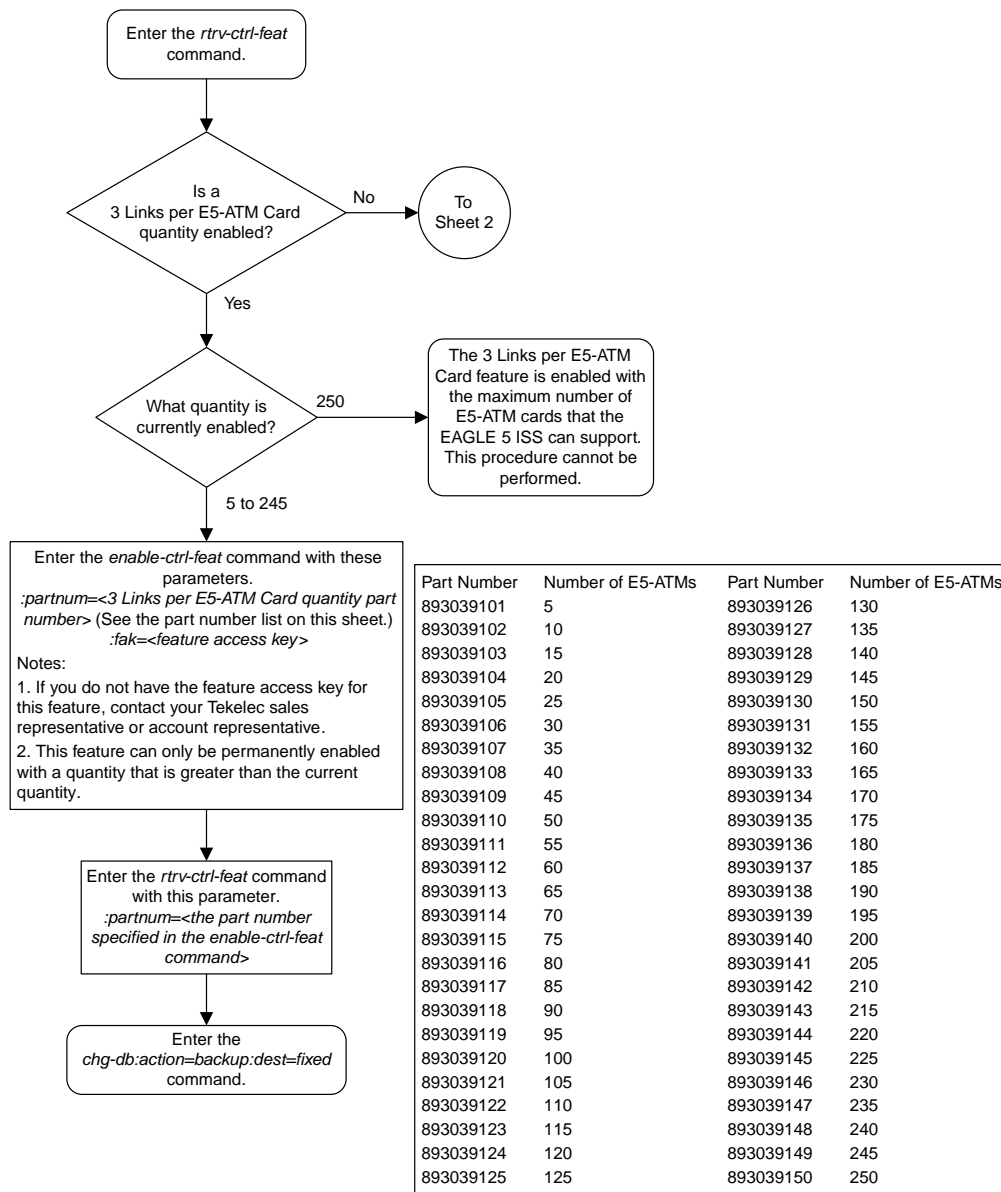 Enter the rtrv-ctrl-feat
command.
Is a
3 Links per E5-ATM Card
quantity enabled?
No
To
Sheet 2
Yes
What quantity is
currently enabled?
250
The 3 Links per E5-ATM
Card feature is enabled with
the maximum number of
E5-ATM cards that the
EAGLE 5 ISS can support.
This procedure cannot be
performed.
5 to 245
Enter the enable-ctrl-feat command with these
parameters.
:partnum=<3 Links per E5-ATM Card quantity part
number> (See the part number list on this sheet.)
:fak=<feature access key>
Notes:
1. If you do not have the feature access key for
this feature, contact your Tekelec sales
representative or account representative.
2. This feature can only be permanently enabled
with a quantity that is greater than the current
quantity.
Enter the rtrv-ctrl-feat command
with this parameter.
:partnum=<the part number
specified in the enable-ctrl-feat
command>
Enter the
chg-db:action=backup:dest=fixed
command.
Part Number Number of E5-ATMs Part Number Number of E5-ATMs
893039101 5 893039126 130
893039102 10 893039127 135
893039103 15 893039128 140
893039104 20 893039129 145
893039105 25 893039130 150
893039106 30 893039131 155
893039107 35 893039132 160
893039108 40 893039133 165
893039109 45 893039134 170
893039110 50 893039135 175
893039111 55 893039136 180
893039112 60 893039137 185
893039113 65 893039138 190
893039114 70 893039139 195
893039115 75 893039140 200
893039116 80 893039141 205
893039117 85 893039142 210
893039118 90 893039143 215
893039119 95 893039144 220
893039120 100 893039145 225
893039121 105 893039146 230
893039122 110 893039147 235
893039123 115 893039148 240
893039124 120 893039149 245
893039125 125 893039150 250